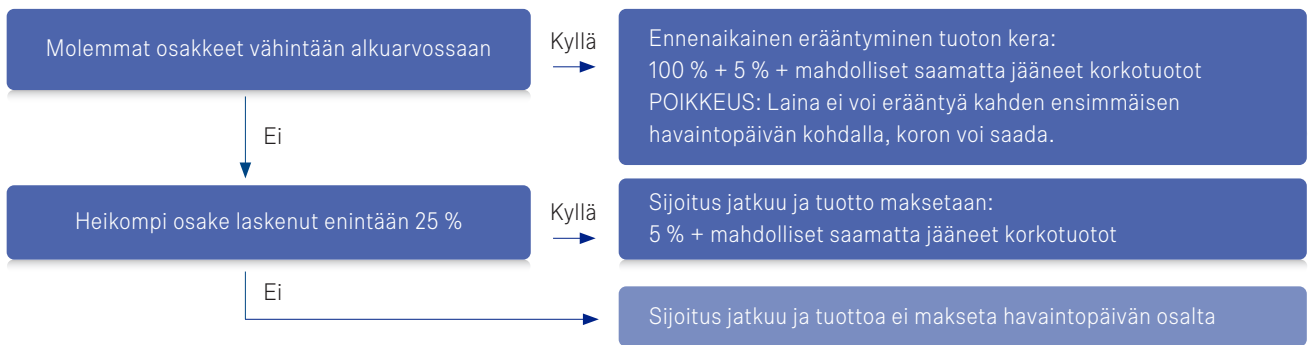 Molemmat osakkeet vähintään alkuarvossaan
Kyllä
Ennenaikainen erääntyminen tuoton kera:
100 % + 5 % + mahdolliset saamatta jääneet korkotuotot
POIKKEUS: Laina ei voi erääntyä kahden ensimmäisen
havaintopäivän kohdalla, koron voi saada.
Ei
Heikompi osake laskenut enintään 25 %
Kyllä
Sijoitus jatkuu ja tuotto maksetaan:
5 % + mahdolliset saamatta jääneet korkotuotot
Ei
Sijoitus jatkuu ja tuottoa ei makseta havaintopäivän osalta